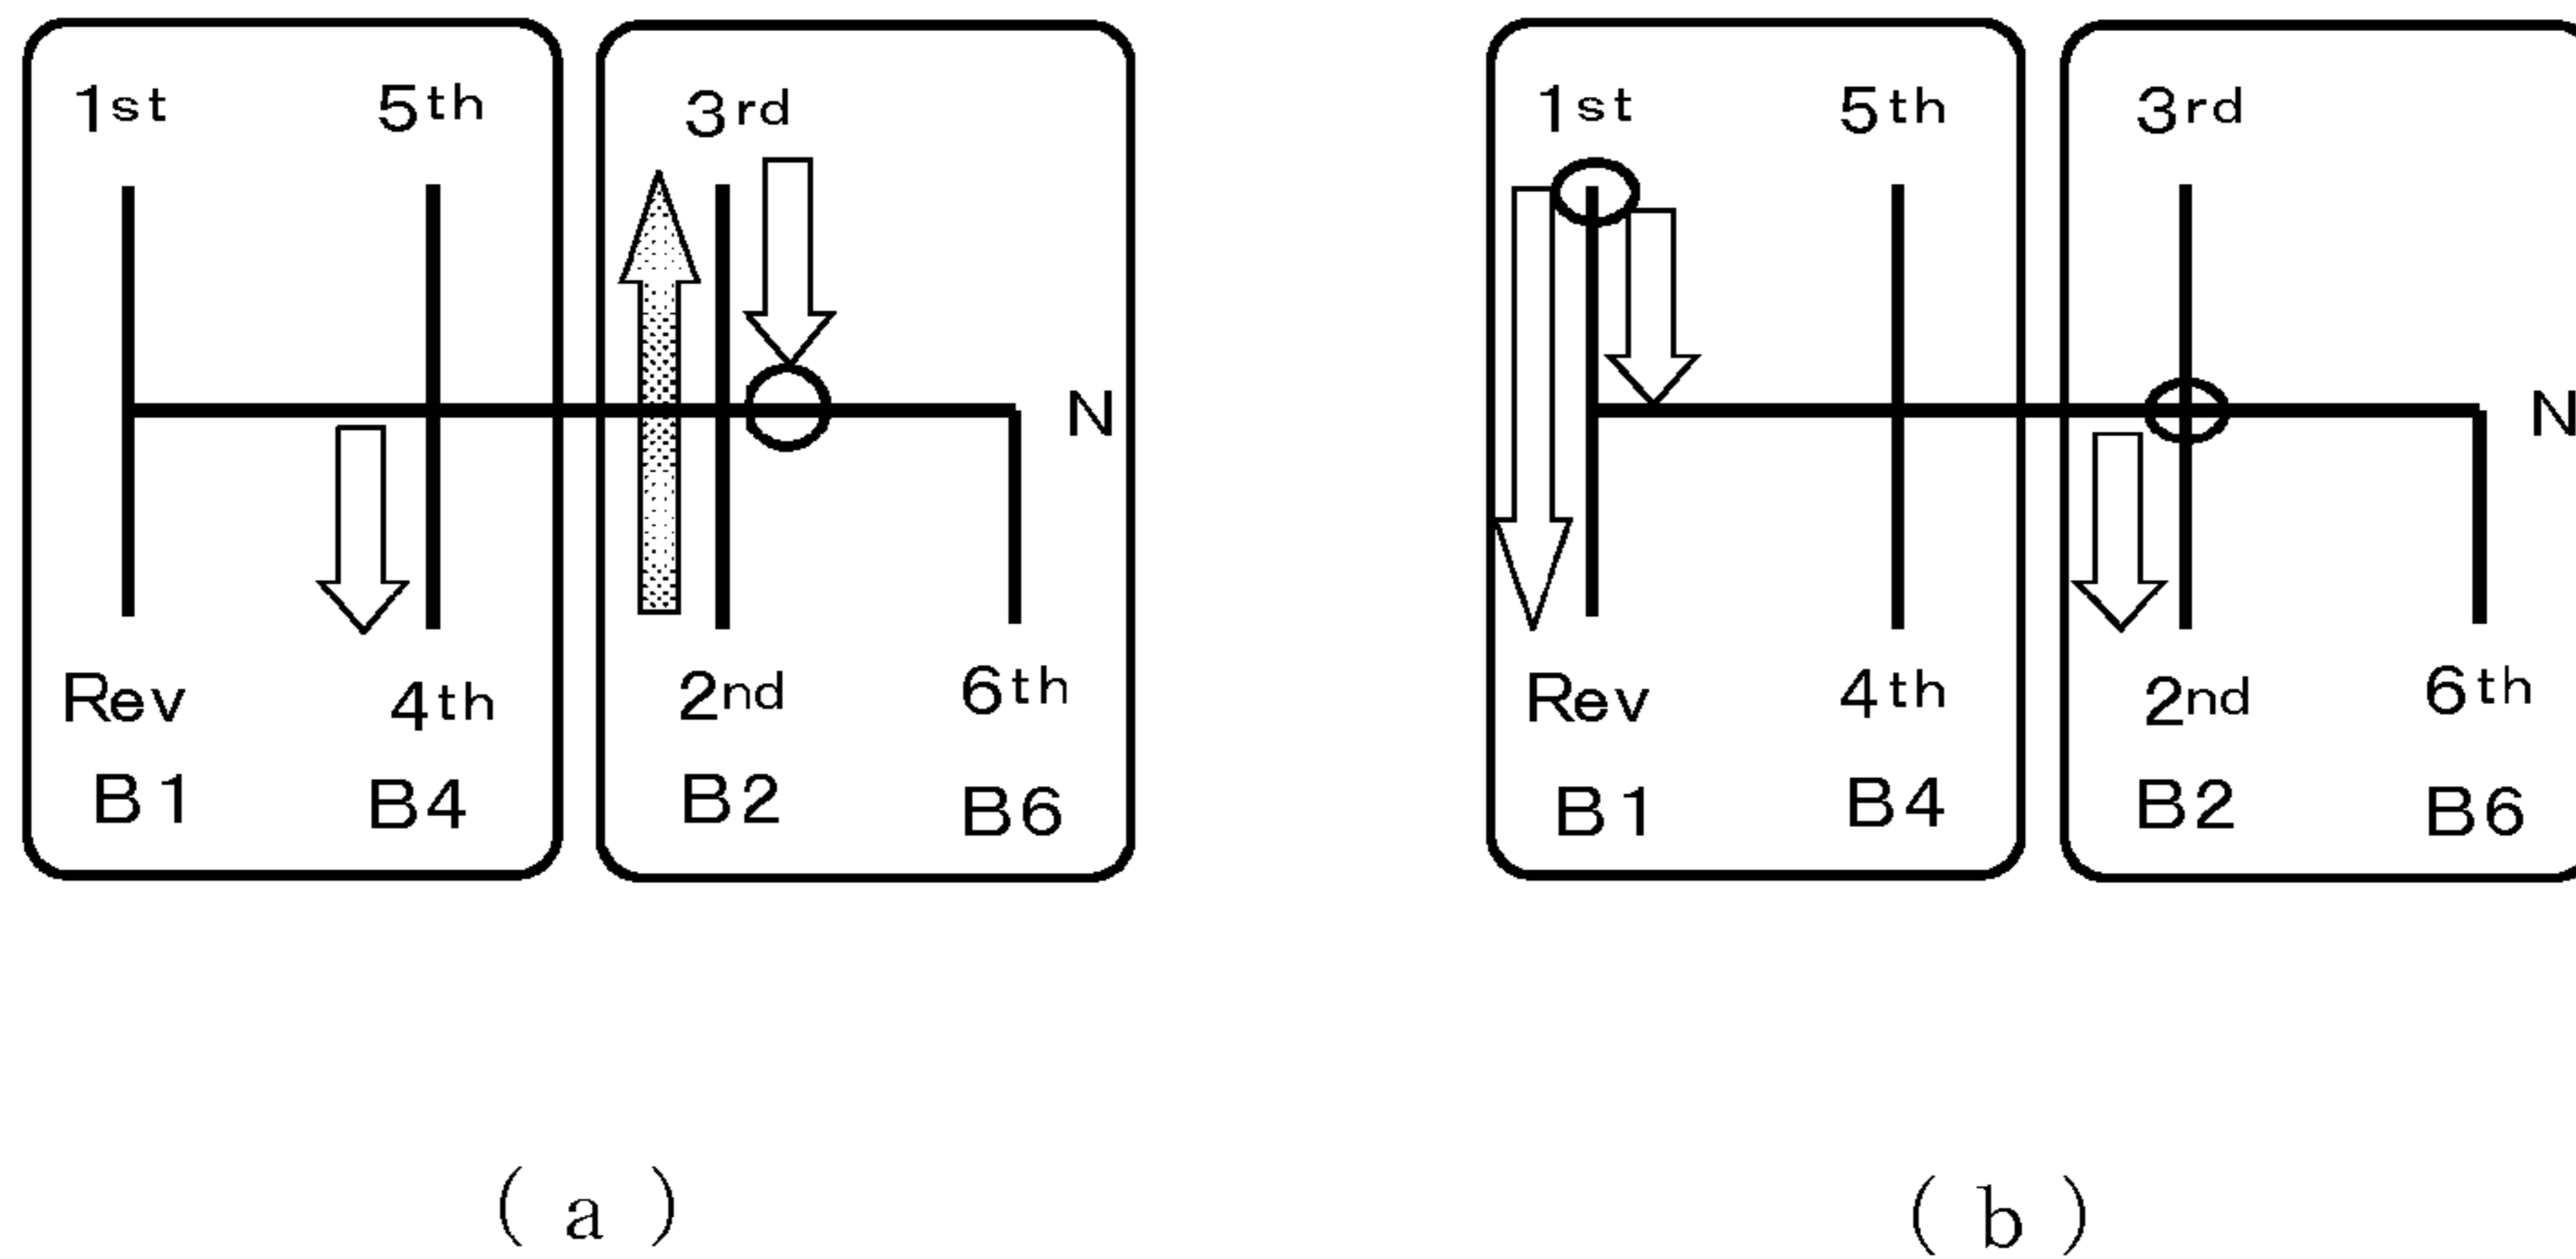 1st 5th 3rd 1st 5th 3rd
N N
Rev 4th 2nd 6th Rev 4th 2nd 6th
B1 B4 B2 B6 B1 B4 B2 B6
(a) (b)